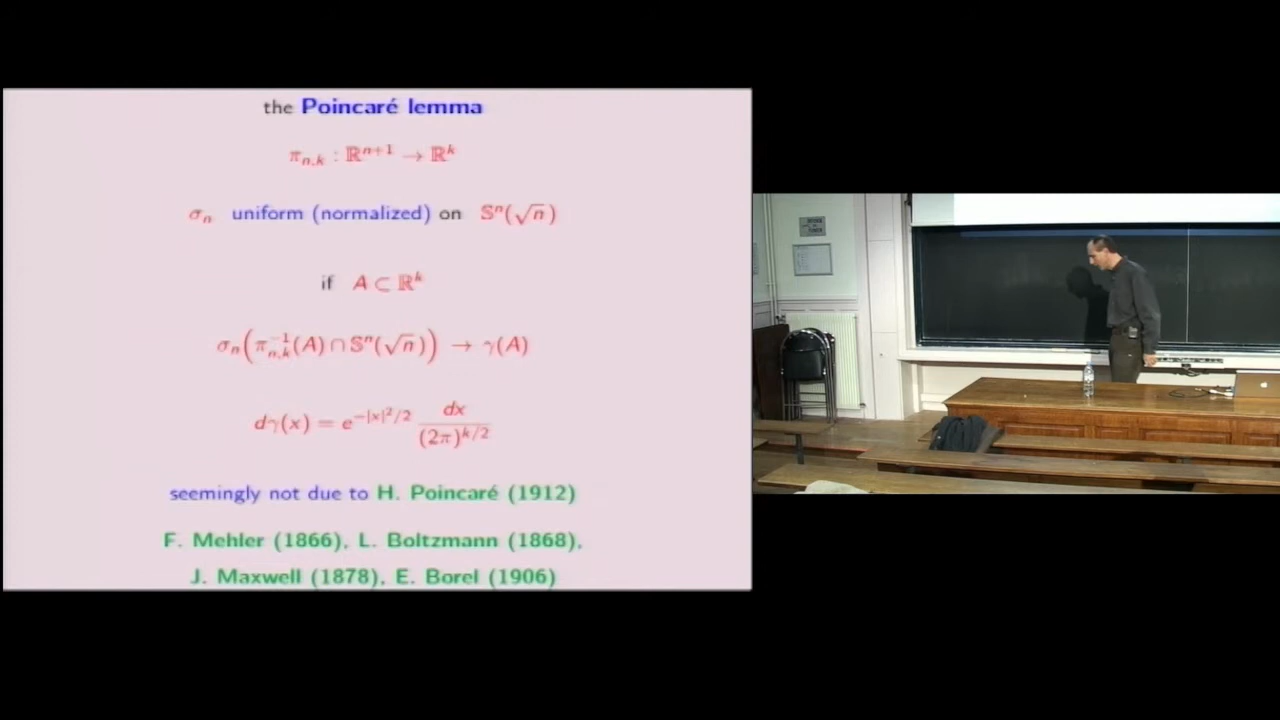 the Poincaré lemma
π_{n,k} : ℝ^{n+1} → ℝ^k
σ_n uniform (normalized) on 𝕊^n(√n)
if A ⊂ ℝ^k
σ_n(π_{n,k}^{-1}(A) ∩ 𝕊^n(√n)) → γ(A)
dγ(x) = e^{-|x|²/2} dx/(2π)^{k/2}
seemingly not due to H. Poincaré (1912)
F. Mehler (1866), L. Boltzmann (1868),
J. Maxwell (1878), E. Borel (1906)